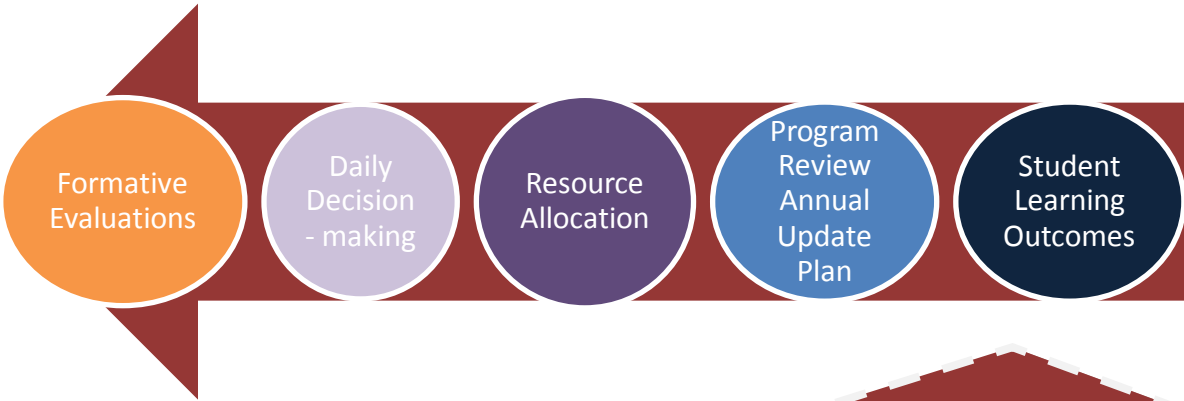 Formative
Evaluations
Daily
Decision
- making
Resource
Allocation
Program
Review
Annual
Update
Plan
Student
Learning
Outcomes